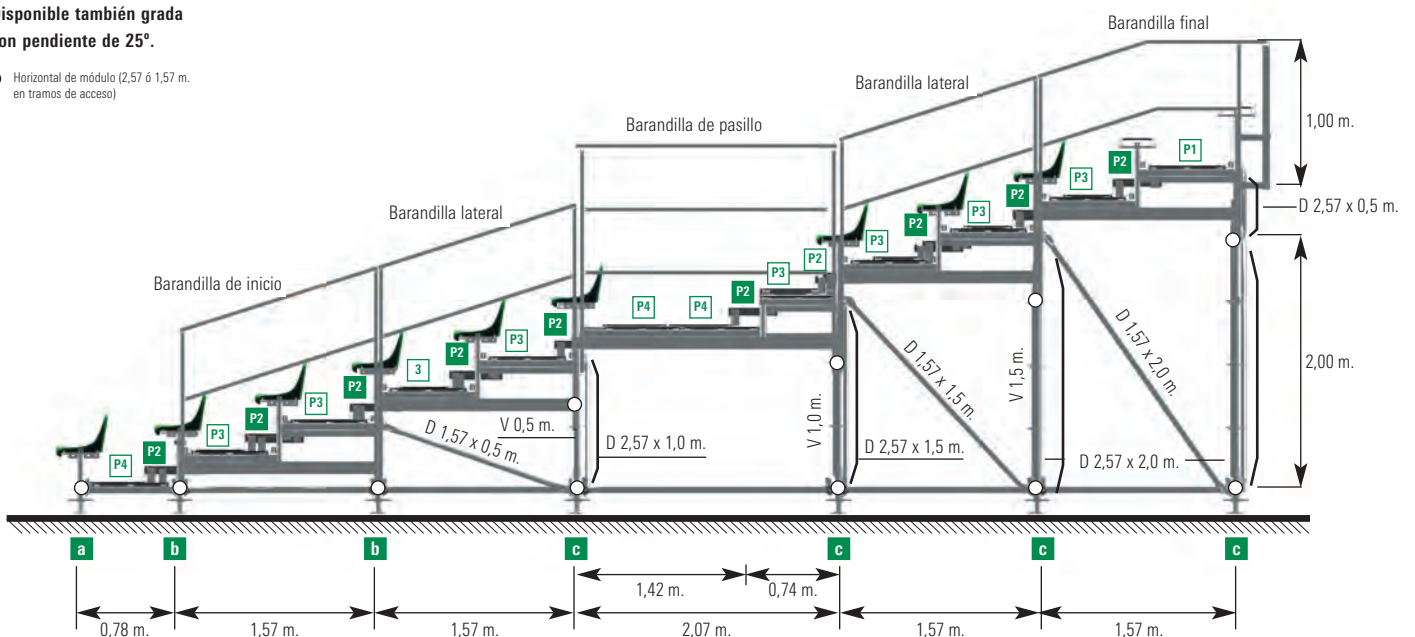 isponible también grada
on pendiente de 25º.
Horizontal de módulo (2,57 ó 1,57 m.
en tramos de acceso)
Barandilla final
Barandilla lateral
Barandilla de pasillo
Barandilla lateral
Barandilla de inicio
1,00 m.
D 2,57 x 0,5 m.
2,00 m.
P4
P2
P3
P2
P3
P2
3
P2
P3
P2
P4
P4
P2
P3
P2
P3
P2
P3
P2
P3
P2
P1
D 1,57 x 0,5 m.
V 0,5 m.
D 2,57 x 1,0 m.
V 1,0 m.
D 1,57 x 1,5 m.
D 2,57 x 1,5 m.
V 1,5 m.
D 1,57 x 2,0 m.
D 2,57 x 2,0 m.
a
b
b
c
c
c
c
1,42 m.
0,74 m.
0,78 m.
1,57 m.
1,57 m.
2,07 m.
1,57 m.
1,57 m.